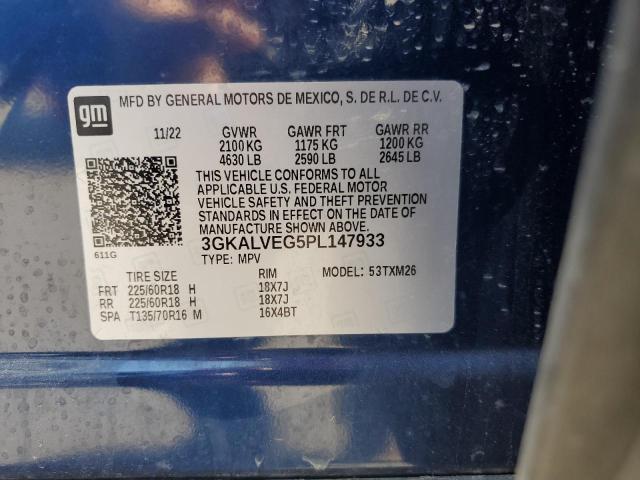 gm
MFD BY GENERAL MOTORS DE MEXICO, S. DE R.L. DE C.V.
11/22 GVWR GAWR FRT GAWR RR
2100 KG 1175 KG 1200 KG
4630 LB 2590 LB 2645 LB
THIS VEHICLE CONFORMS TO ALL
APPLICABLE U.S. FEDERAL MOTOR
VEHICLE SAFETY AND THEFT PREVENTION
STANDARDS IN EFFECT ON THE DATE OF
MANUFACTURE SHOWN ABOVE.
611G
3GKALVEG5PL147933
TYPE: MPV
TIRE SIZE RIM MODEL: 53TXM26
FRT 225/60R18 H 18X7J
RR 225/60R18 H 18X7J
SPA T135/70R16 M 16X4BT